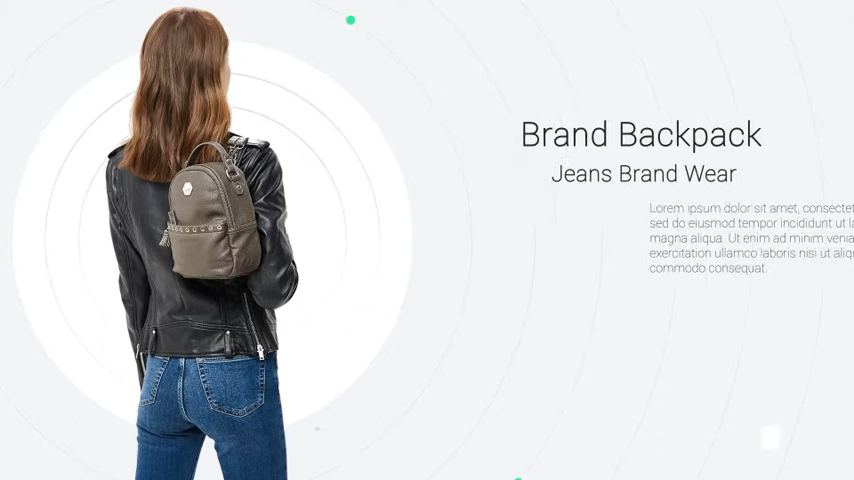 Brand Backpack
Jeans Brand Wear
Lorem ipsum dolor sit amet, consectet
sed do eiusmod tempor incididunt ut la
magna aliqua. Ut enim ad minim venia
exercitation ullamco laboris nisi ut aliqu
commodo consequat.